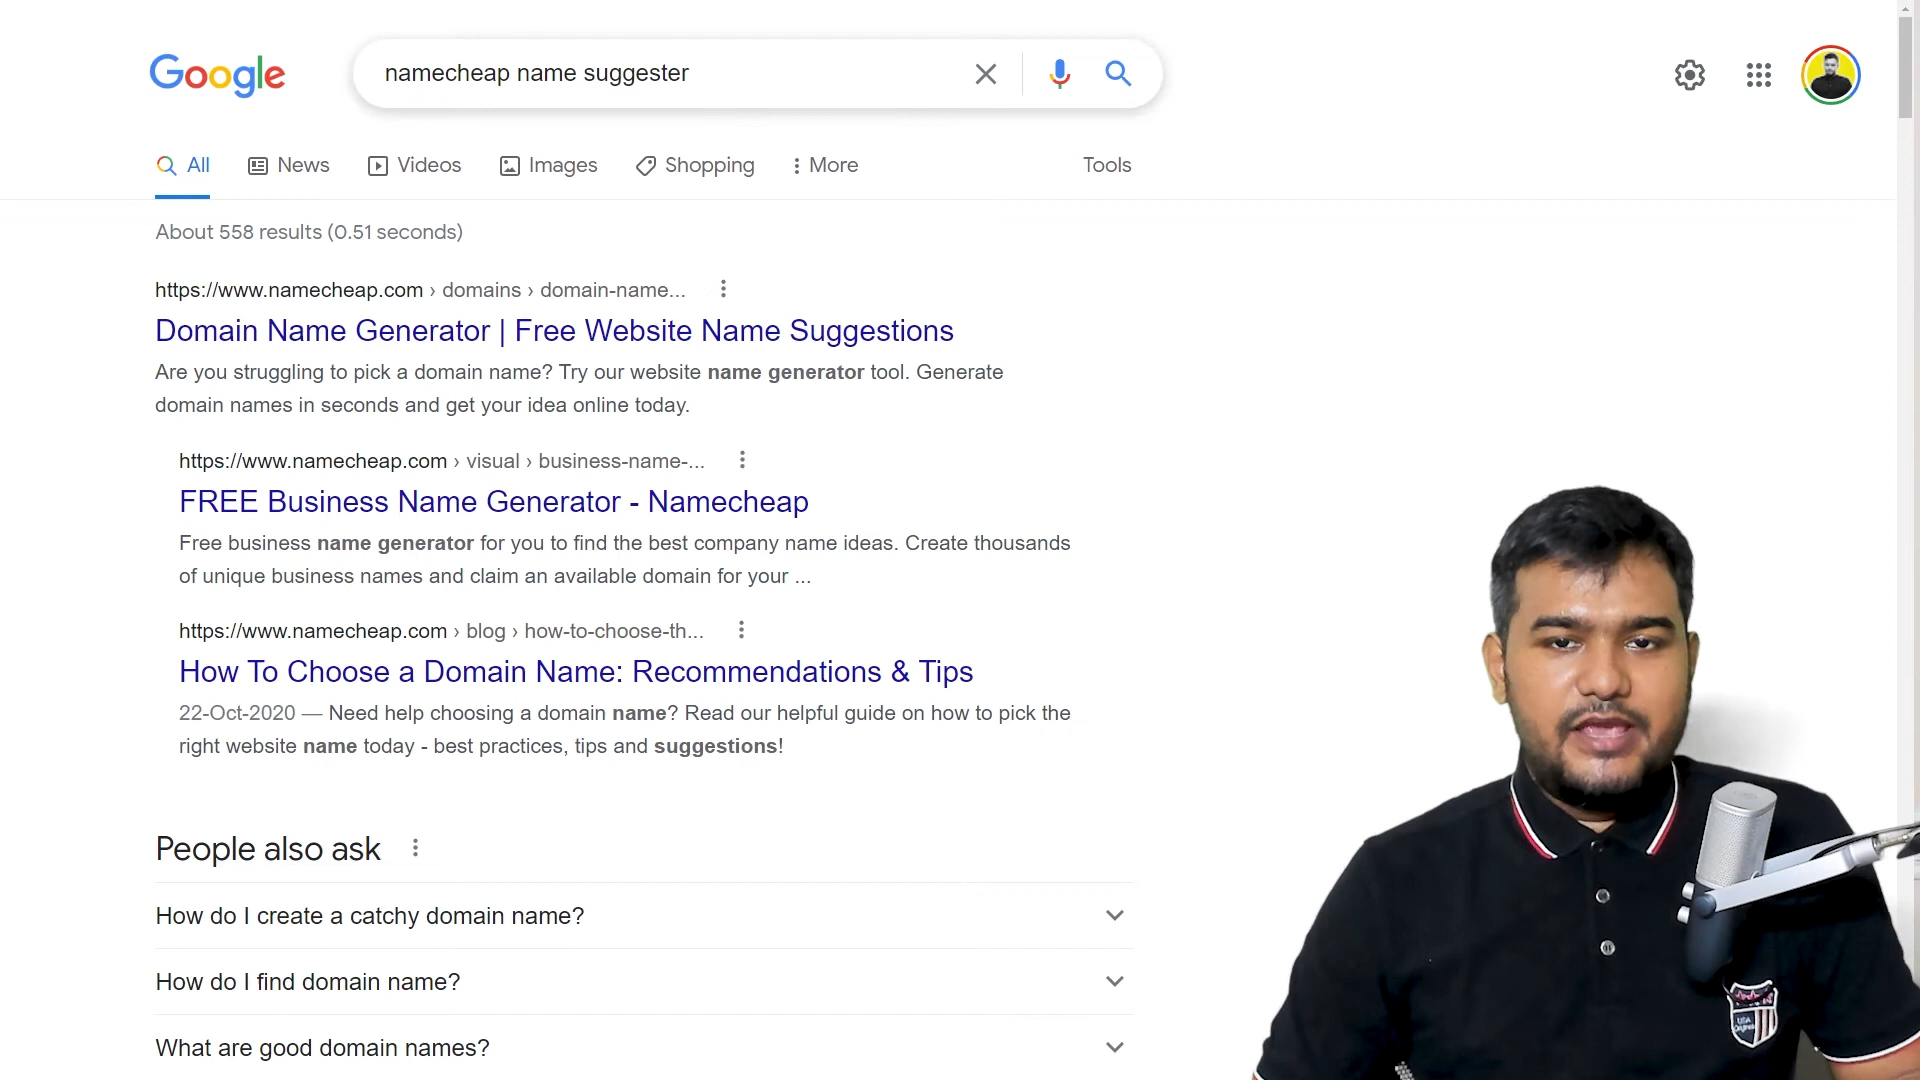 Google
namecheap name suggester
All News Videos Images Shopping More Tools
About 558 results (0.51 seconds)
https://www.namecheap.com › domains › domain-name...
Domain Name Generator | Free Website Name Suggestions
Are you struggling to pick a domain name? Try our website name generator tool. Generate
domain names in seconds and get your idea online today.
https://www.namecheap.com › visual › business-name-...
FREE Business Name Generator - Namecheap
Free business name generator for you to find the best company name ideas. Create thousands
of unique business names and claim an available domain for your ...
https://www.namecheap.com › blog › how-to-choose-th...
How To Choose a Domain Name: Recommendations & Tips
22-Oct-2020 — Need help choosing a domain name? Read our helpful guide on how to pick the
right website name today - best practices, tips and suggestions!
People also ask
How do I create a catchy domain name?
How do I find domain name?
What are good domain names?
USA